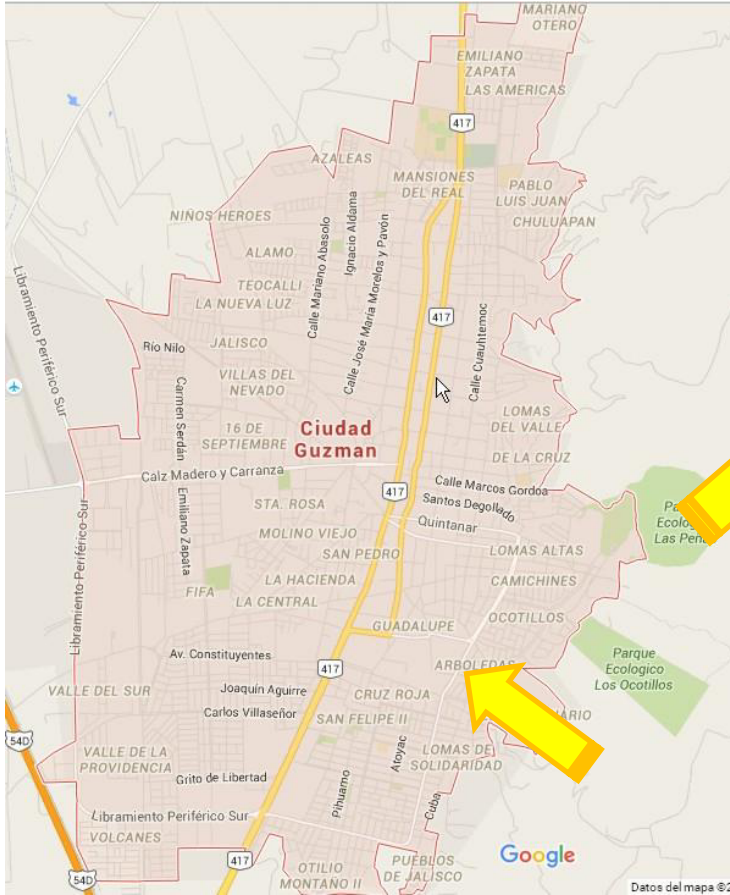 MARIANO
OTERO
EMILIANO
ZAPATA
LAS AMERICAS
417
AZALEAS
MANSIONES
DEL REAL
PABLO
LUIS JUAN
CHULUAPAN
NIÑOS HEROES
Calle Mariano Abasolo
Ignacio Aldama
Calle José María Morelos y Pavón
ALAMO
TEOCALLI
LA NUEVA LUZ
Libramiento Periférico Sur
417
Calle Cuauhtemoc
Río Nilo
JALISCO
VILLAS DEL
NEVADO
Carmen Serdán
LOMAS
DEL VALLE
16 DE
SEPTIEMBRE
Ciudad
Guzman
DE LA CRUZ
Calz Madero y Carranza
417
Calle Marcos Gordoa
Santos Degollado
Quintanar
Emiliano Zapata
STA. ROSA
MOLINO VIEJO
SAN PEDRO
LOMAS ALTAS
Ecologico
Las
Libramiento Periférico Sur
LA HACIENDA
FIFA
LA CENTRAL
CAMICHINES
OCOTILLOS
GUADALUPE
Av. Constituyentes
417
ARBOLEDAS
Parque
Ecologico
Los Ocotillos
VALLE DEL SUR
Joaquín Aguirre
CRUZ ROJA
Carlos Villaseñor
SAN FELIPE II
54D
VALLE DE LA
PROVIDENCIA
Atoyac
LOMAS DE
SOLIDARIDAD
Grito de Libertad
Pihuamo
Cuba
Libramiento Periférico Sur
VOLCANES
417
Google
54D
OTILIO
MONTAÑO II
PUEBLOS
DE JALISCO
Datos del mapa ©2